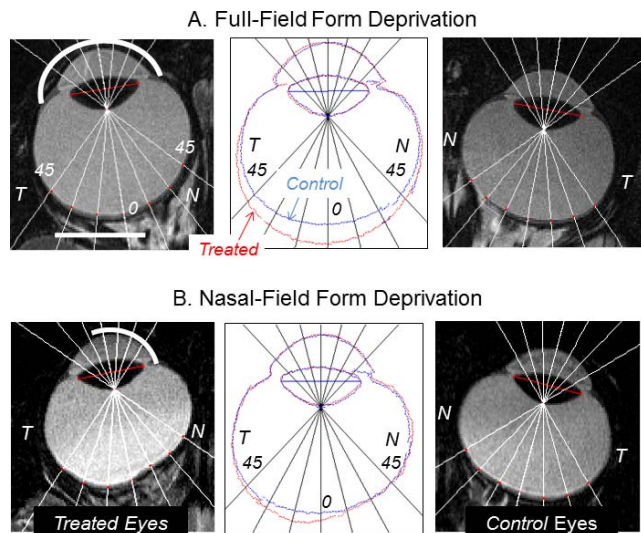 A. Full-Field Form Deprivation
45
45
T
N
0
T
N
45
45
Control
0
Treated
N
T
B. Nasal-Field Form Deprivation
T
N
Treated Eyes
T
N
45
45
0
N
T
Control Eyes